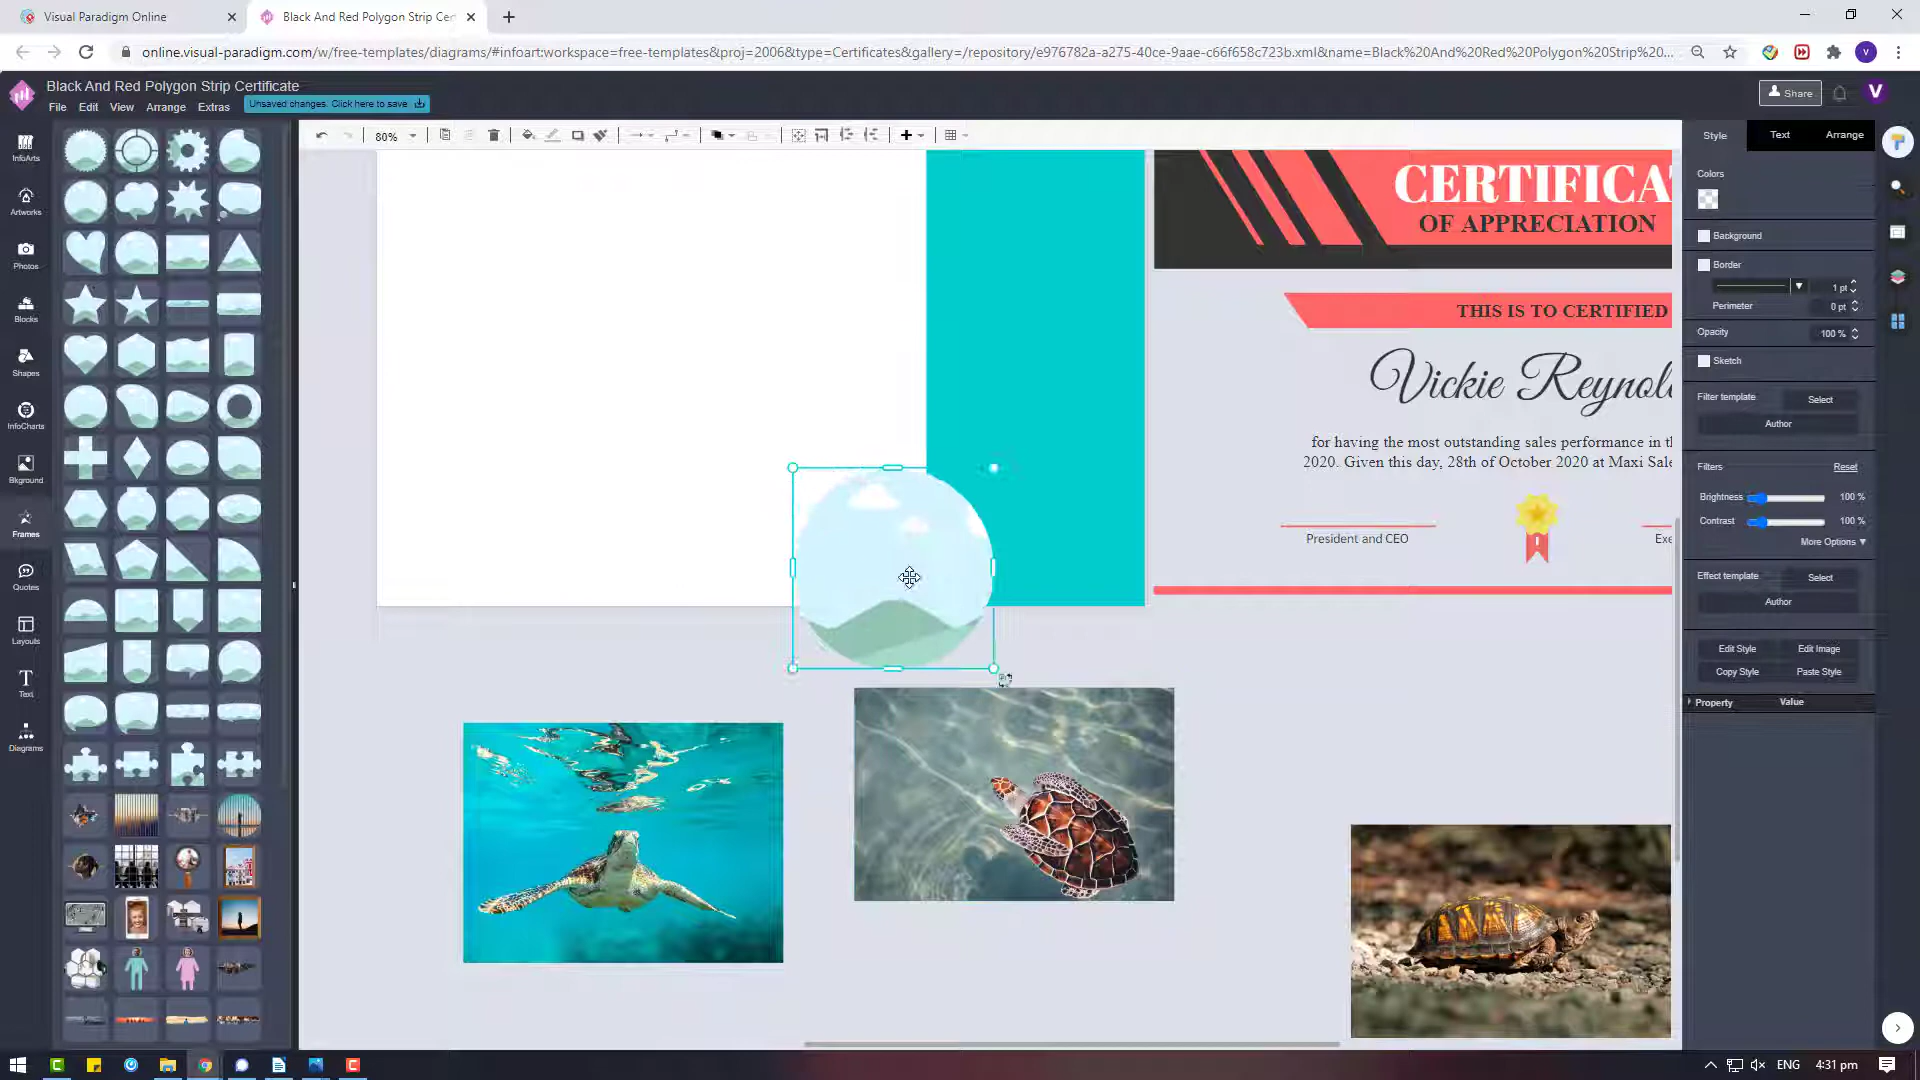 Visual Paradigm Online
Black And Red Polygon Strip Cert
online.visual-paradigm.com/w/free-templates/diagrams/#infoart:workspace=free-templates&proj=2006&type=Certificates&gallery=/repository/e976782a-a275-40ce-9aae-c66f658c723b.xml&name=Black%20And%20Red%20Polygon%20Strip%20...
V
Black And Red Polygon Strip Certificate
File Edit View Arrange Extras
Unsaved changes. Click here to save
Share
V
80%
InfoArts
Artworks
Photos
Blocks
Shapes
InfoCharts
Bkground
Frames
Quotes
Layouts
Text
Diagrams
CERTIFICA
OF APPRECIATION
THIS IS TO CERTIFIED
Vickie Reynol
for having the most outstanding sales performance in th
2020. Given this day, 28th of October 2020 at Maxi Sale
President and CEO
Exe
Style Text Arrange
Colors
Background
Border
1 pt
Perimeter 0 pt
Opacity 100 %
Sketch
Filter template Select
Author
Filters Reset
Brightness 100 %
Contrast 100 %
More Options
Effect template Select
Author
Edit Style Edit Image
Copy Style Paste Style
Property Value
ENG 4:31 pm